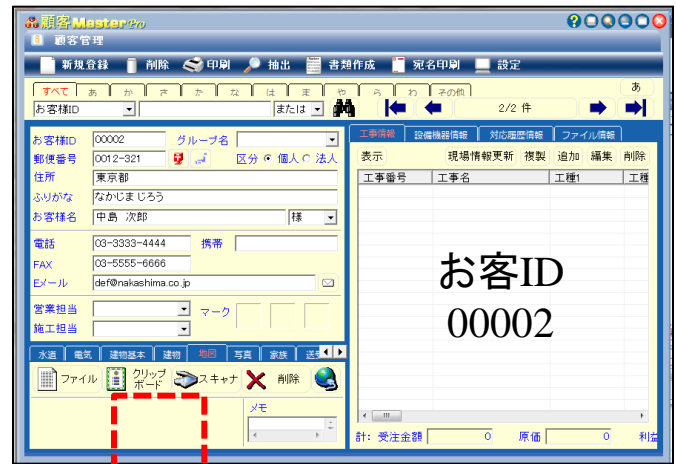 顧客Master Pro
顧客管理
新規登録 削除 印刷 抽出 書類作成 宛名印刷 設定
すべて あ か さ た な は ま や ら わ その他 あ
お客様ID または 2/2 件
お客様ID 00002 グループ名
郵便番号 0012-321 区分 個人 法人
住所 東京都
ふりがな なかじま じろう
お客様名 中島 次郎 様
電話 03-3333-4444 携帯
FAX 03-5555-6666
Eメール def@nakashima.co.jp
営業担当 マーク
施工担当
水道 電気 建物基本 建物 地図 写真 家族
ファイル クリップボード スキャナ 削除
メモ
工事情報 設備機器情報 対応履歴情報 ファイル情報
表示 現場情報更新 複製 追加 編集 削除
工事番号 工事名 工種1 工種
お客ID
00002
計: 受注金額 0 原価 0 利益